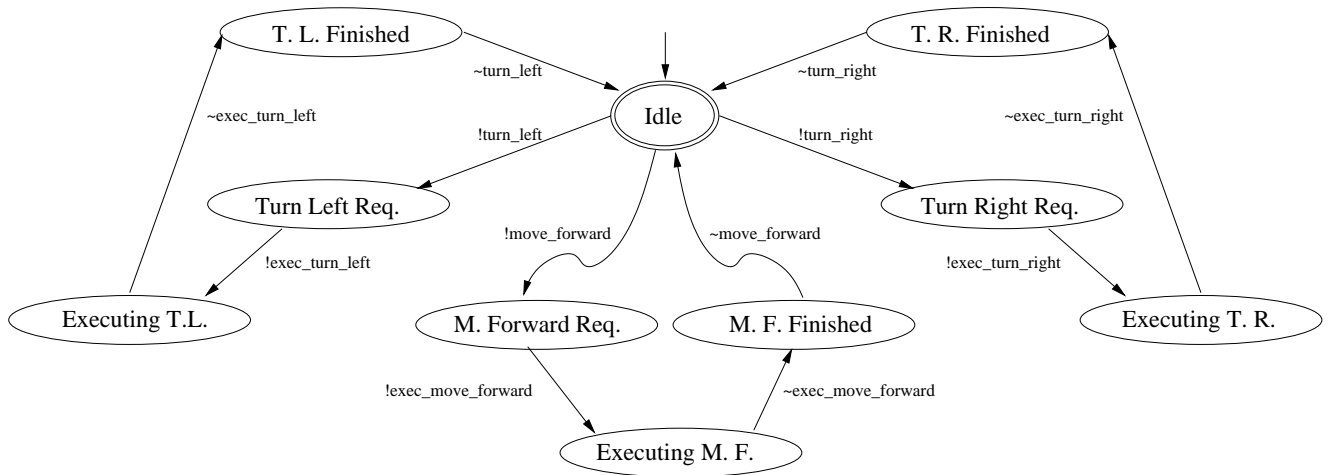 T. L. Finished
T. R. Finished
~turn_left
~turn_right
~exec_turn_left
Idle
~exec_turn_right
!turn_left
!turn_right
Turn Left Req.
Turn Right Req.
!move_forward
~move_forward
!exec_turn_left
!exec_turn_right
Executing T.L.
M. Forward Req.
M. F. Finished
Executing T. R.
!exec_move_forward
~exec_move_forward
Executing M. F.